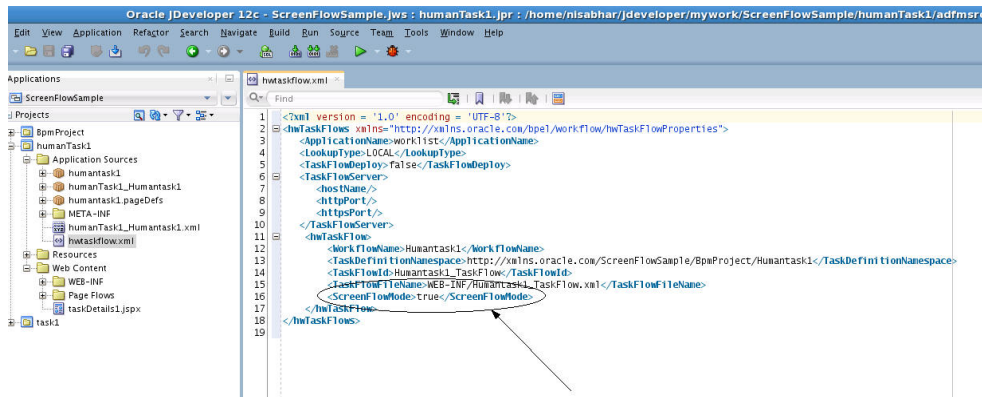 Oracle JDeveloper 12c - ScreenFlowSample.jws : humanTask1.jpr : /home/nisabhar/jdeveloper/mywork/ScreenFlowSample/humanTask1/adfmsrc
Edit View Application Refactor Search Navigate Build Run Source Team Tools Window Help
Applications
hwtaskflow.xml
ScreenFlowSample
Find
Projects
BpmProject
humanTask1
Application Sources
humantask1
humanTask1_Humantask1
humantask1.pageDefs
META-INF
humanTask1_Humantask1.xml
hwtaskflow.xml
Resources
Web Content
WEB-INF
Page Flows
taskDetails1.jspx
task1
1 <?xml version = '1.0' encoding = 'UTF-8'?>
2 <hwTaskFlows xmlns="http://xmlns.oracle.com/bpel/workflow/hwTaskFlowProperties">
3 <ApplicationName>worklist</ApplicationName>
4 <LookupType>LOCAL</LookupType>
5 <TaskFlowDeploy>false</TaskFlowDeploy>
6 <TaskFlowServer>
7 <hostName/>
8 <httpPort/>
9 <httpsPort/>
10 </TaskFlowServer>
11 <hwTaskFlow>
12 <WorkflowName>Humantask1</WorkflowName>
13 <TaskDefinitionNamespace>http://xmlns.oracle.com/ScreenFlowSample/BpmProject/Humantask1</TaskDefinitionNamespace>
14 <TaskFlowId>Humantask1_TaskFlow</TaskFlowId>
15 <TaskFlowFileName>WEB-INF/Humantask1_TaskFlow.xml</TaskFlowFileName>
16 <ScreenFlowMode>true</ScreenFlowMode>
17 </hwTaskFlow>
18 </hwTaskFlows>
19